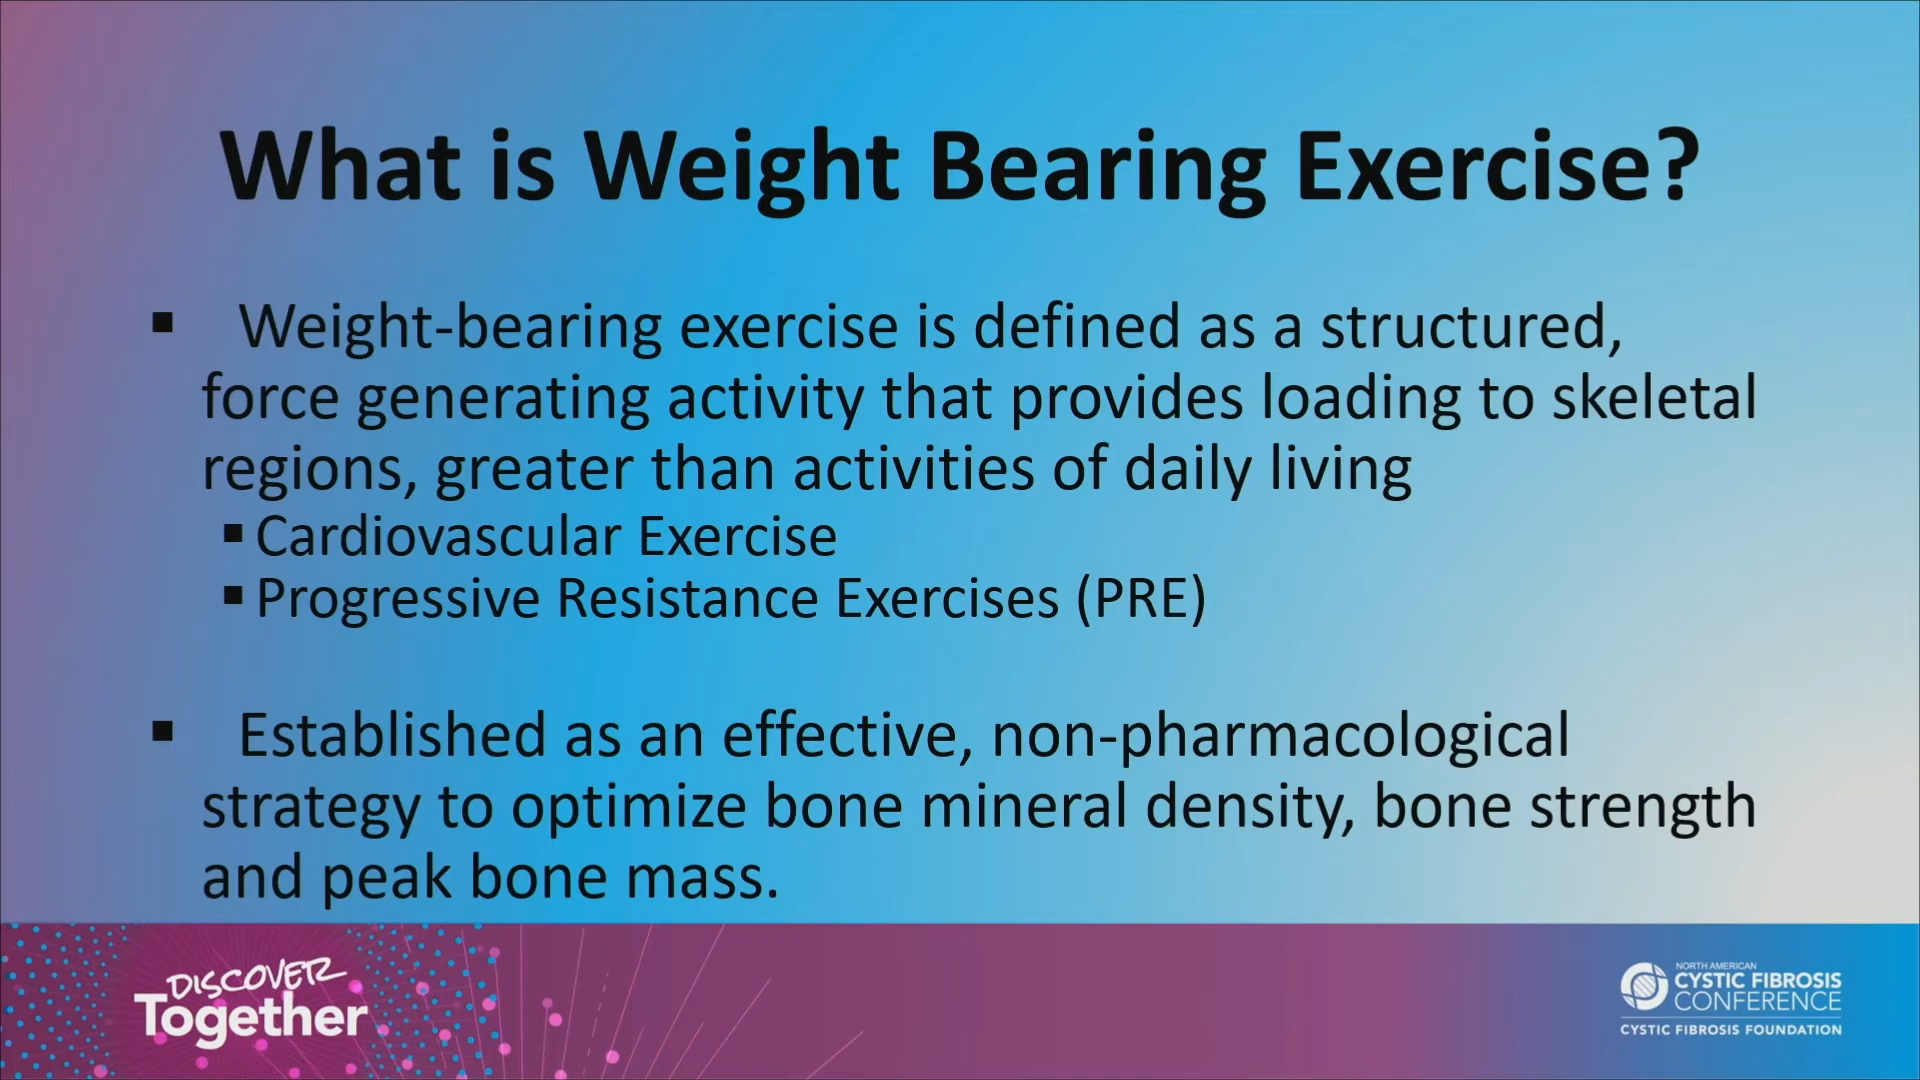 What is Weight Bearing Exercise?
▪ Weight-bearing exercise is defined as a structured,
force generating activity that provides loading to skeletal
regions, greater than activities of daily living
▪ Cardiovascular Exercise
▪ Progressive Resistance Exercises (PRE)
▪ Established as an effective, non-pharmacological
strategy to optimize bone mineral density, bone strength
and peak bone mass.
DISCOVER
Together
NORTH AMERICAN
CYSTIC FIBROSIS
CONFERENCE
CYSTIC FIBROSIS FOUNDATION